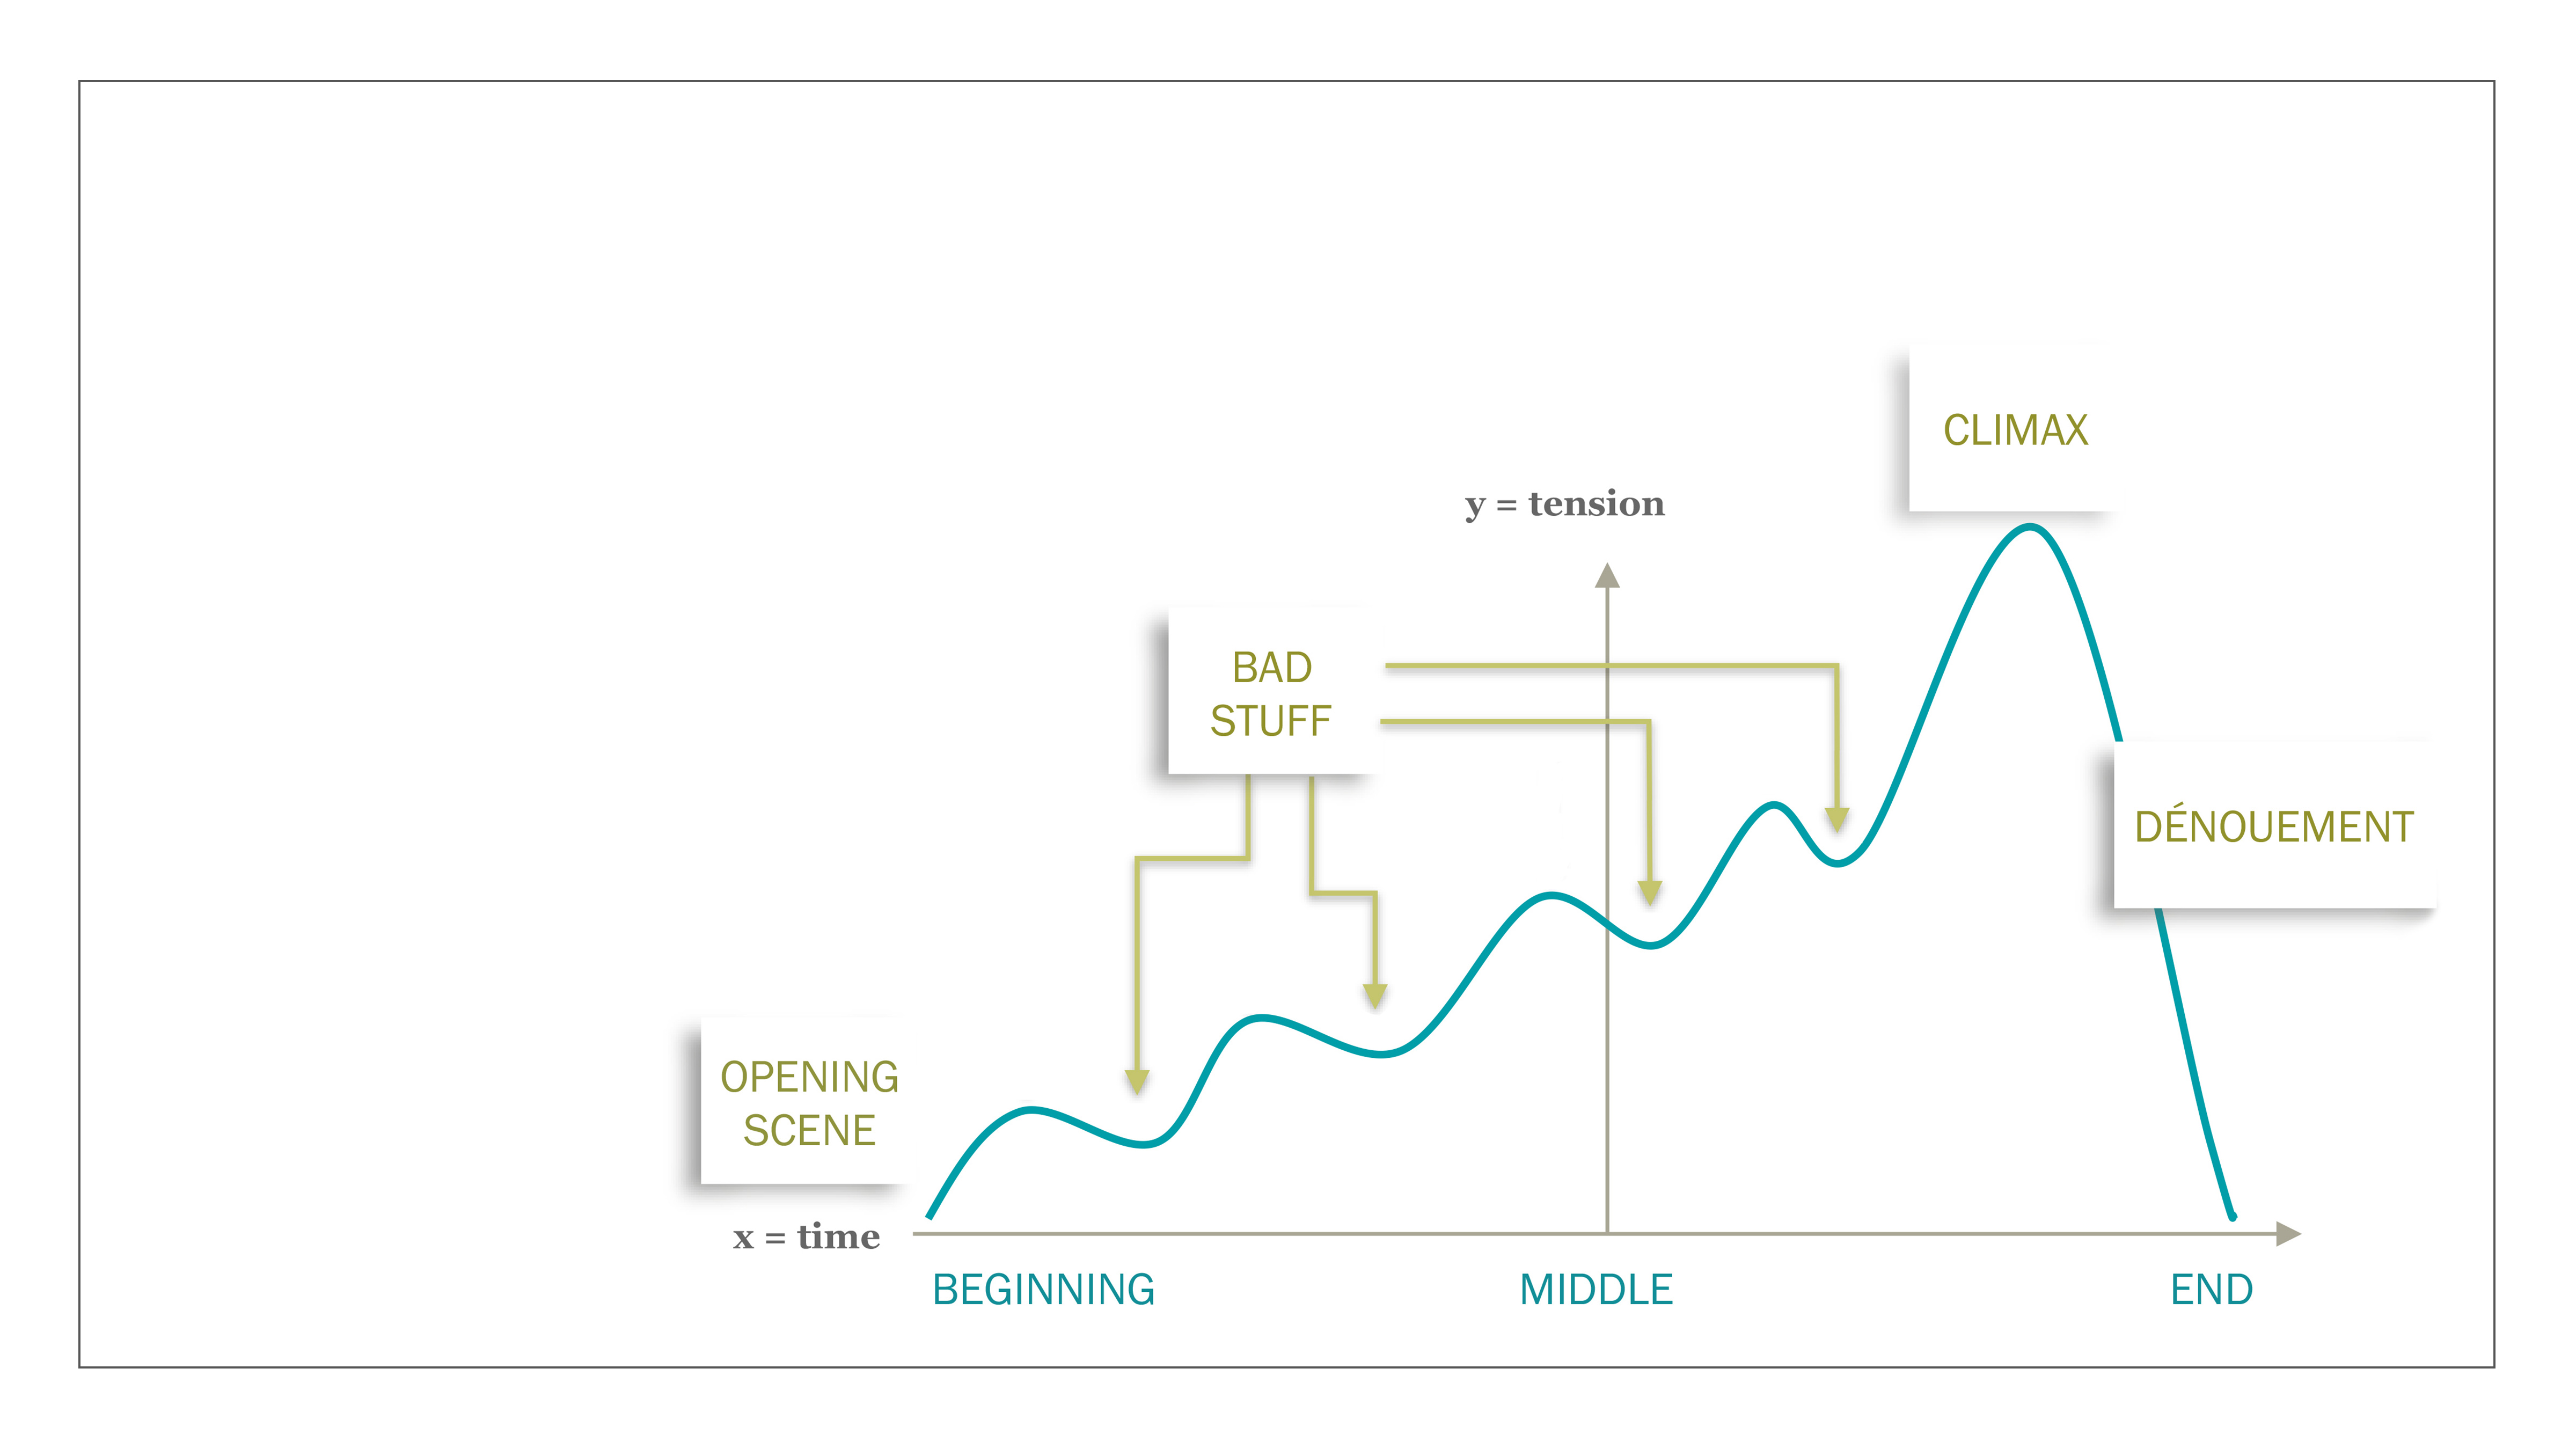 CLIMAX
y = tension
BAD
STUFF
DÉNOUEMENT
OPENING
SCENE
x = time
BEGINNING
MIDDLE
END